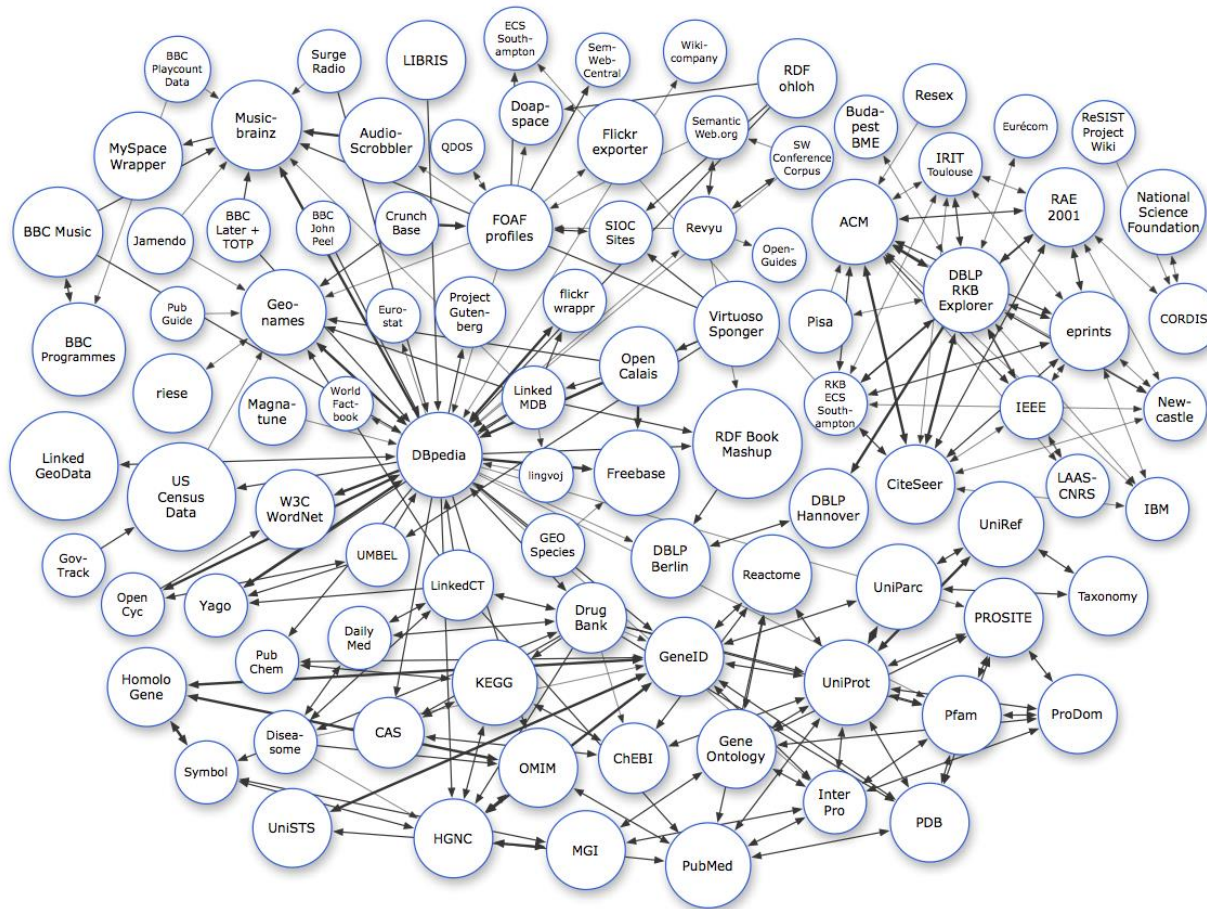 BBC
Playcount
Data
Surge
Radio
LIBRIS
ECS
South-
ampton
Sem-
Web-
Central
Wiki-
company
RDF
ohloh
Resex
MySpace
Wrapper
Music-
brainz
Audio-
Scrobbler
QDOS
Doap-
space
Flickr
exporter
Semantic
Web.org
SW
Conference
Corpus
Buda-
pest
BME
IRIT
Toulouse
Eurécom
ReSIST
Project
Wiki
BBC Music
Jamendo
BBC
Later +
TOTP
BBC
John
Peel
Crunch
Base
FOAF
profiles
SIOC
Sites
Revyu
Open-
Guides
ACM
RAE
2001
National
Science
Foundation
BBC
Programmes
Pub
Guide
Geo-
names
Euro-
stat
Project
Guten-
berg
flickr
wrappr
Virtuoso
Sponger
Pisa
DBLP
RKB
Explorer
eprints
CORDIS
riese
Magna-
tune
World
Fact-
book
Linked
MDB
Open
Calais
RKB
ECS
South-
ampton
IEEE
New-
castle
Linked
GeoData
US
Census
Data
W3C
WordNet
DBpedia
lingvoj
Freebase
RDF Book
Mashup
DBLP
Hannover
CiteSeer
LAAS-
CNRS
IBM
Gov-
Track
Open
Cyc
Yago
UMBEL
LinkedCT
GEO
Species
DBLP
Berlin
Reactome
UniParc
UniRef
Taxonomy
Homolo
Gene
Pub
Chem
Daily
Med
KEGG
Drug
Bank
GeneID
UniProt
PROSITE
Symbol
Disea-
some
CAS
OMIM
ChEBI
Gene
Ontology
Pfam
ProDom
UniSTS
HGNC
MGI
PubMed
Inter
Pro
PDB